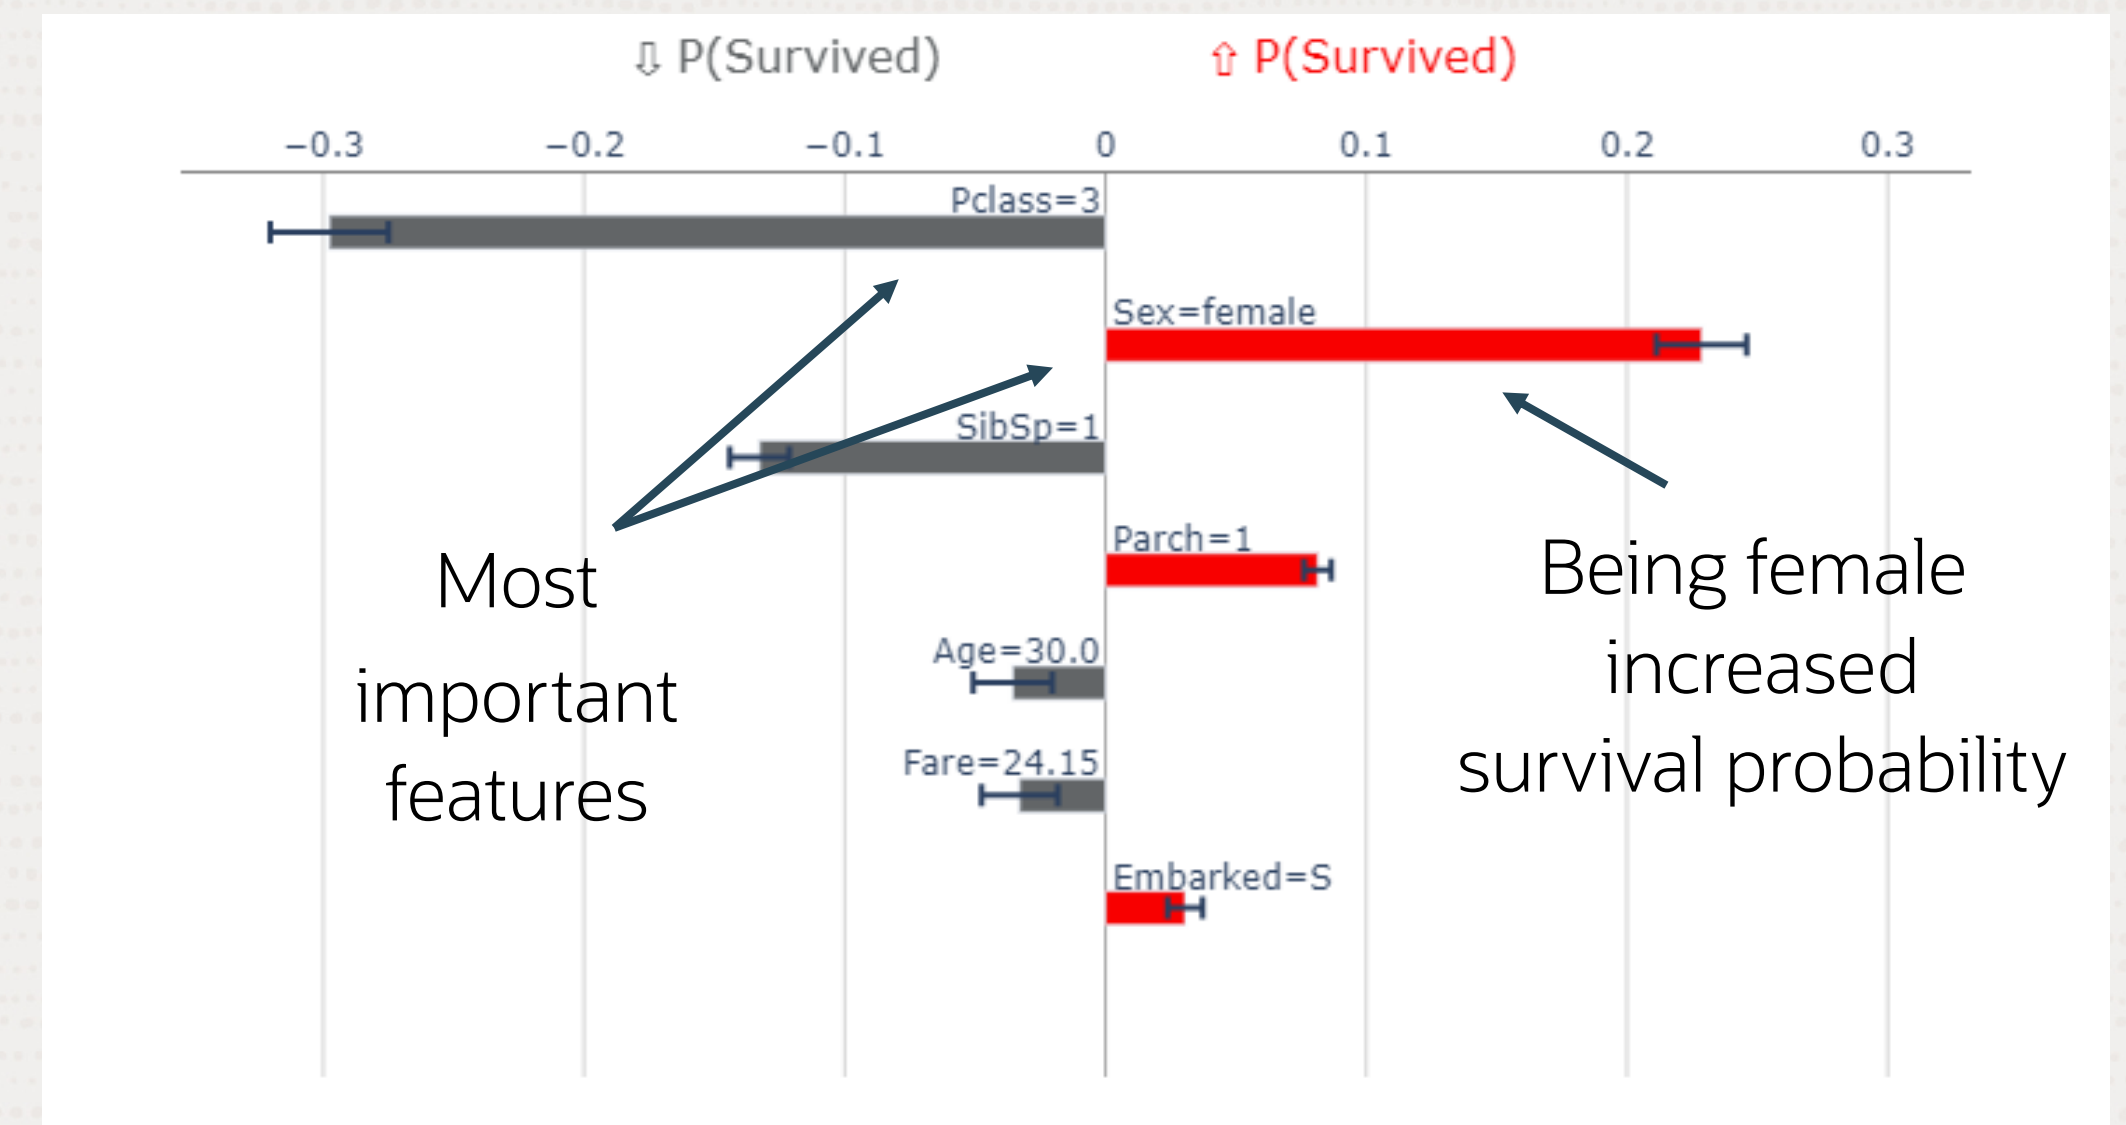 ⇩ P(Survived)
⇧ P(Survived)
−0.3 −0.2 −0.1 0 0.1 0.2 0.3
Pclass=3
Sex=female
SibSp=1
Parch=1
Age=30.0
Fare=24.15
Embarked=S
Most
important
features
Being female
increased
survival probability